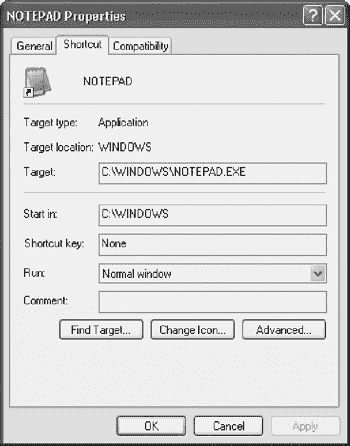 NOTEPAD Properties
General Shortcut Compatibility
NOTEPAD
Target type: Application
Target location: WINDOWS
Target: C:\WINDOWS\NOTEPAD.EXE
Start in: C:\WINDOWS
Shortcut key: None
Run: Normal window
Comment:
Find Target... Change Icon... Advanced...
OK Cancel Apply